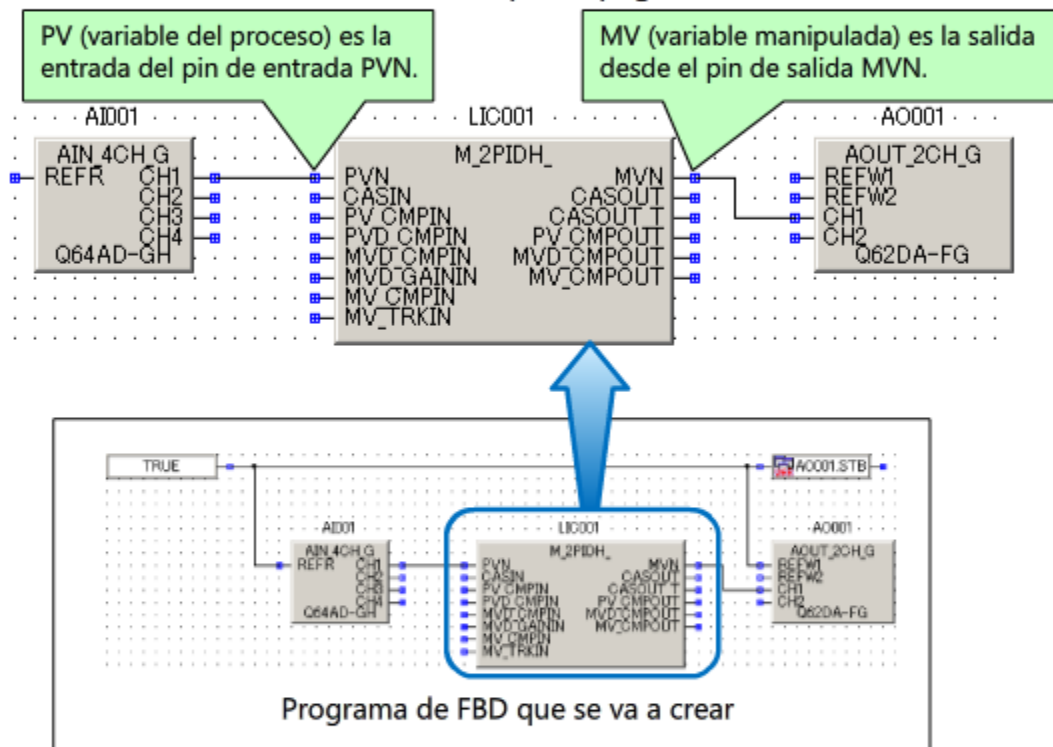 PV (variable del proceso) es la
entrada del pin de entrada PVN.
MV (variable manipulada) es la salida
desde el pin de salida MVN.
AI001
LIC001
AO001
AIN_4CH_G
REFR
CH1
CH2
CH3
CH4
Q64AD-GH
M_2PIDH_
PVN
CASIN
PV_CMPIN
PVD_CMPIN
MVD_CMPIN
MVD_GAININ
MV_CMPIN
MV_TRKIN
MVN
CASOUT
CASOUT_T
PV_CMPOUT
MVD_CMPOUT
MV_CMPOUT
AOUT_2CH_G
REFW1
REFW2
CH1
CH2
Q62DA-FG
TRUE
AO001.STB
AI001
LIC001
AO001
AIN_4CH_G
REFR
CH1
CH2
CH3
CH4
Q64AD-GH
M_2PIDH_
PVN
CASIN
PV_CMPIN
PVD_CMPIN
MVD_CMPIN
MVD_GAININ
MV_CMPIN
MV_TRKIN
MVN
CASOUT
CASOUT_T
PV_CMPOUT
MVD_CMPOUT
MV_CMPOUT
AOUT_2CH_G
REFW1
REFW2
CH1
CH2
Q62DA-FG
Programa de FBD que se va a crear